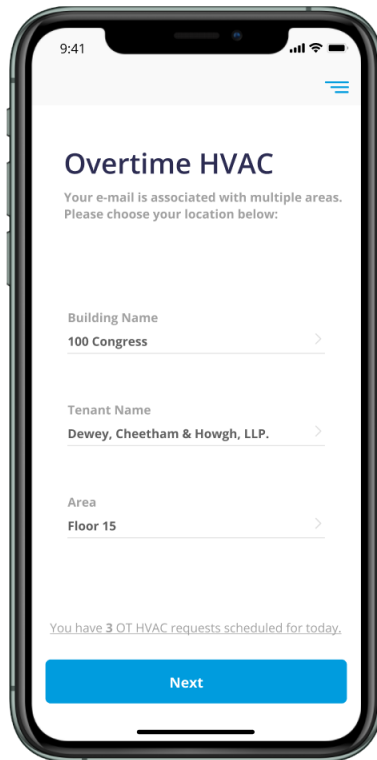 9:41
Overtime HVAC
Your e-mail is associated with multiple areas.
Please choose your location below:
Building Name
100 Congress
Tenant Name
Dewey, Cheetham & Howgh, LLP.
Area
Floor 15
You have 3 OT HVAC requests scheduled for today.
Next